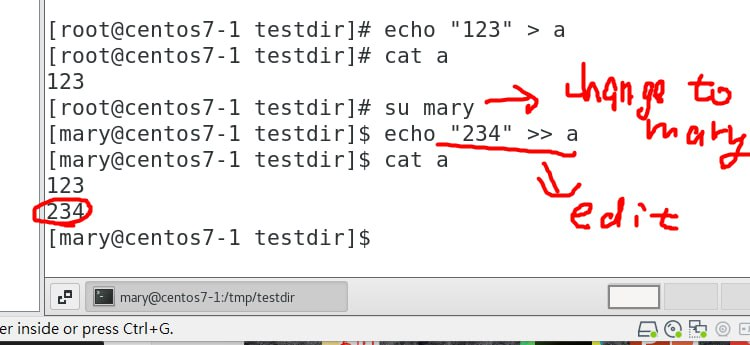 [root@centos7-1 testdir]# echo "123" > a
[root@centos7-1 testdir]# cat a
123
[root@centos7-1 testdir]# su mary
change to
mary
[mary@centos7-1 testdir]$ echo "234" >> a
[mary@centos7-1 testdir]$ cat a
123
234
edit
[mary@centos7-1 testdir]$
mary@centos7-1:/tmp/testdir
er inside or press Ctrl+G.